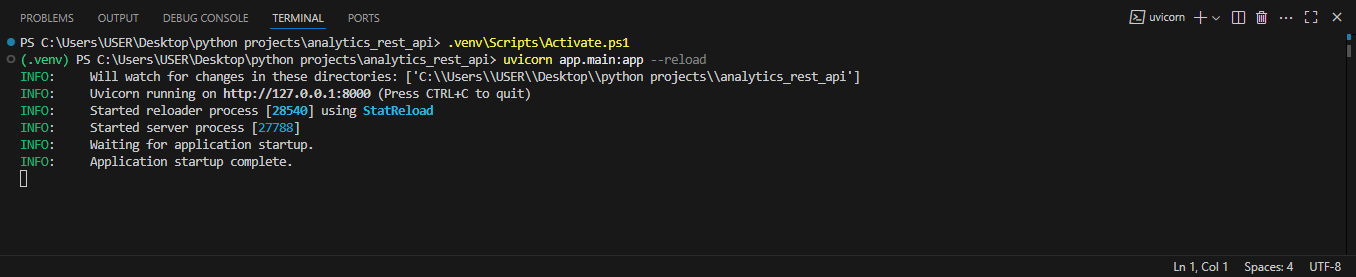 PROBLEMS OUTPUT DEBUG CONSOLE TERMINAL PORTS uvicorn
PS C:\Users\USER\Desktop\python projects\analytics_rest_api> .venv\Scripts\Activate.ps1
(.venv) PS C:\Users\USER\Desktop\python projects\analytics_rest_api> uvicorn app.main:app --reload
INFO:     Will watch for changes in these directories: ['C:\\Users\\USER\\Desktop\\python projects\\analytics_rest_api']
INFO:     Uvicorn running on http://127.0.0.1:8000 (Press CTRL+C to quit)
INFO:     Started reloader process [28540] using StatReload
INFO:     Started server process [27788]
INFO:     Waiting for application startup.
INFO:     Application startup complete.
Ln 1, Col 1 Spaces: 4 UTF-8